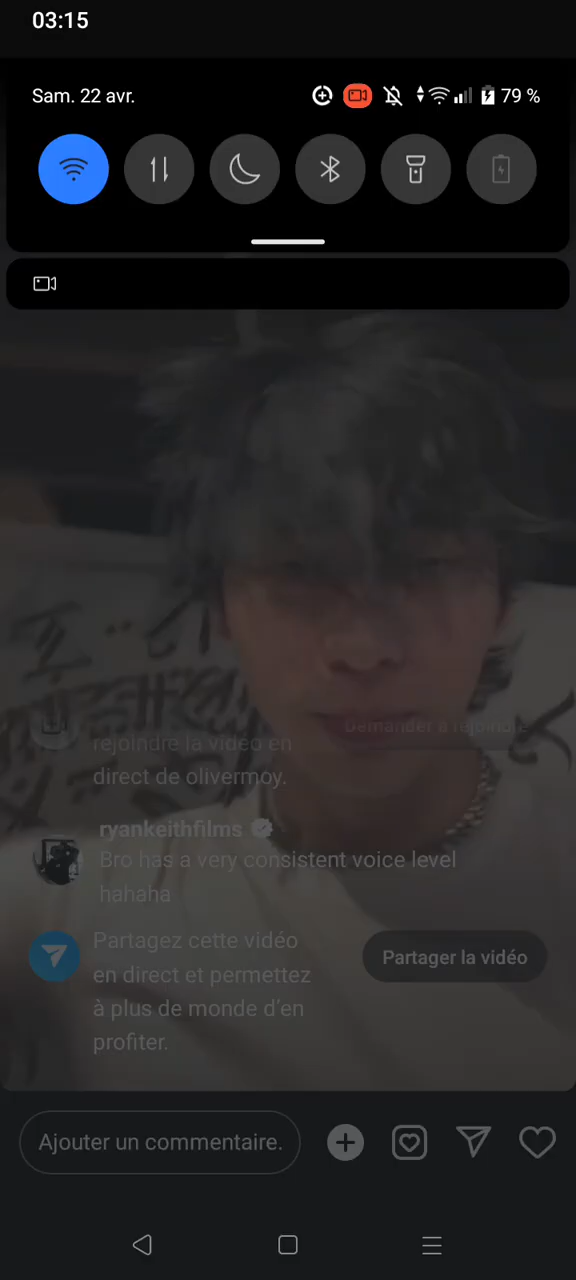 03:15
Sam. 22 avr.
79 %
Demander à rejoindre
rejoindre la vidéo en
direct de olivermoy.
ryankeithfilms
Bro has a very consistent voice level
hahaha
Partagez cette vidéo
en direct et permettez
à plus de monde d'en
profiter.
Partager la vidéo
Ajouter un commentaire.